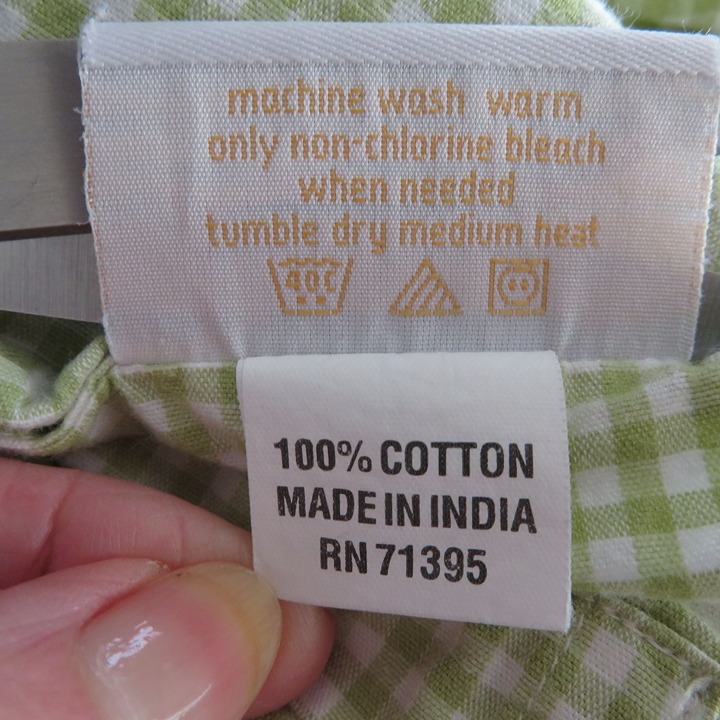 machine wash warm
only non-chlorine bleach
when needed
tumble dry medium heat
40C
100% COTTON
MADE IN INDIA
RN 71395